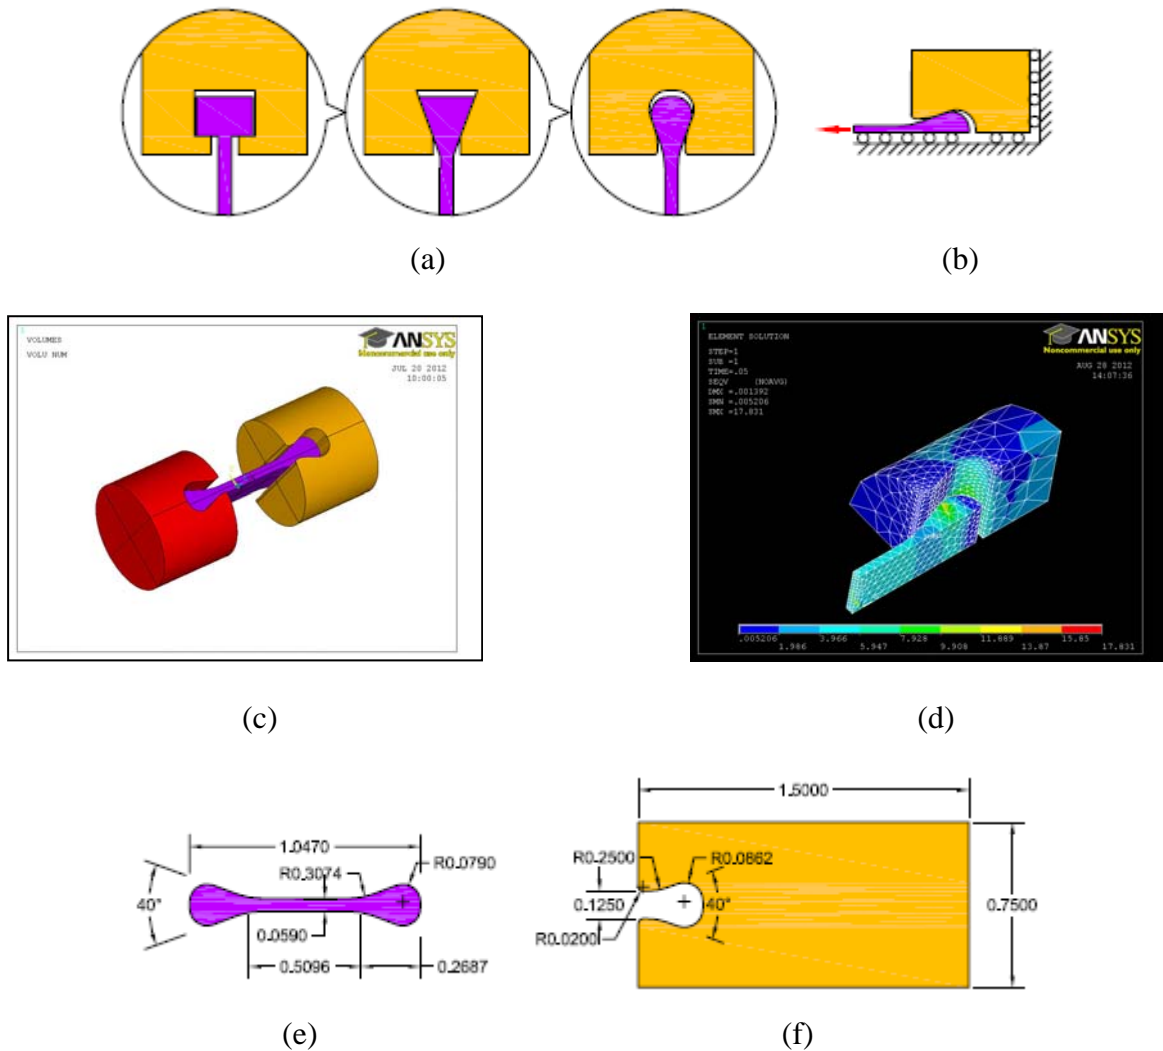 (a)
(b)
1
VOLUMES
VOLU NUM
ANSYS
Noncommercial use only
JUL 20 2012
10:00:05
1
ELEMENT SOLUTION
STEP=1
SUB =1
TIME=.05
SEQV (NOAVG)
DMX =.001392
SMN =.005206
SMX =17.831
ANSYS
Noncommercial use only
AUG 28 2012
14:07:36
.005206 3.966 7.928 11.889 15.85
1.986 5.947 9.908 13.87 17.831
(c)
(d)
1.0470
R0.3074
R0.0790
40°
0.0590
0.5096
0.2687
1.5000
R0.2500
R0.0862
0.1250
40°
0.7500
R0.0200
(e)
(f)